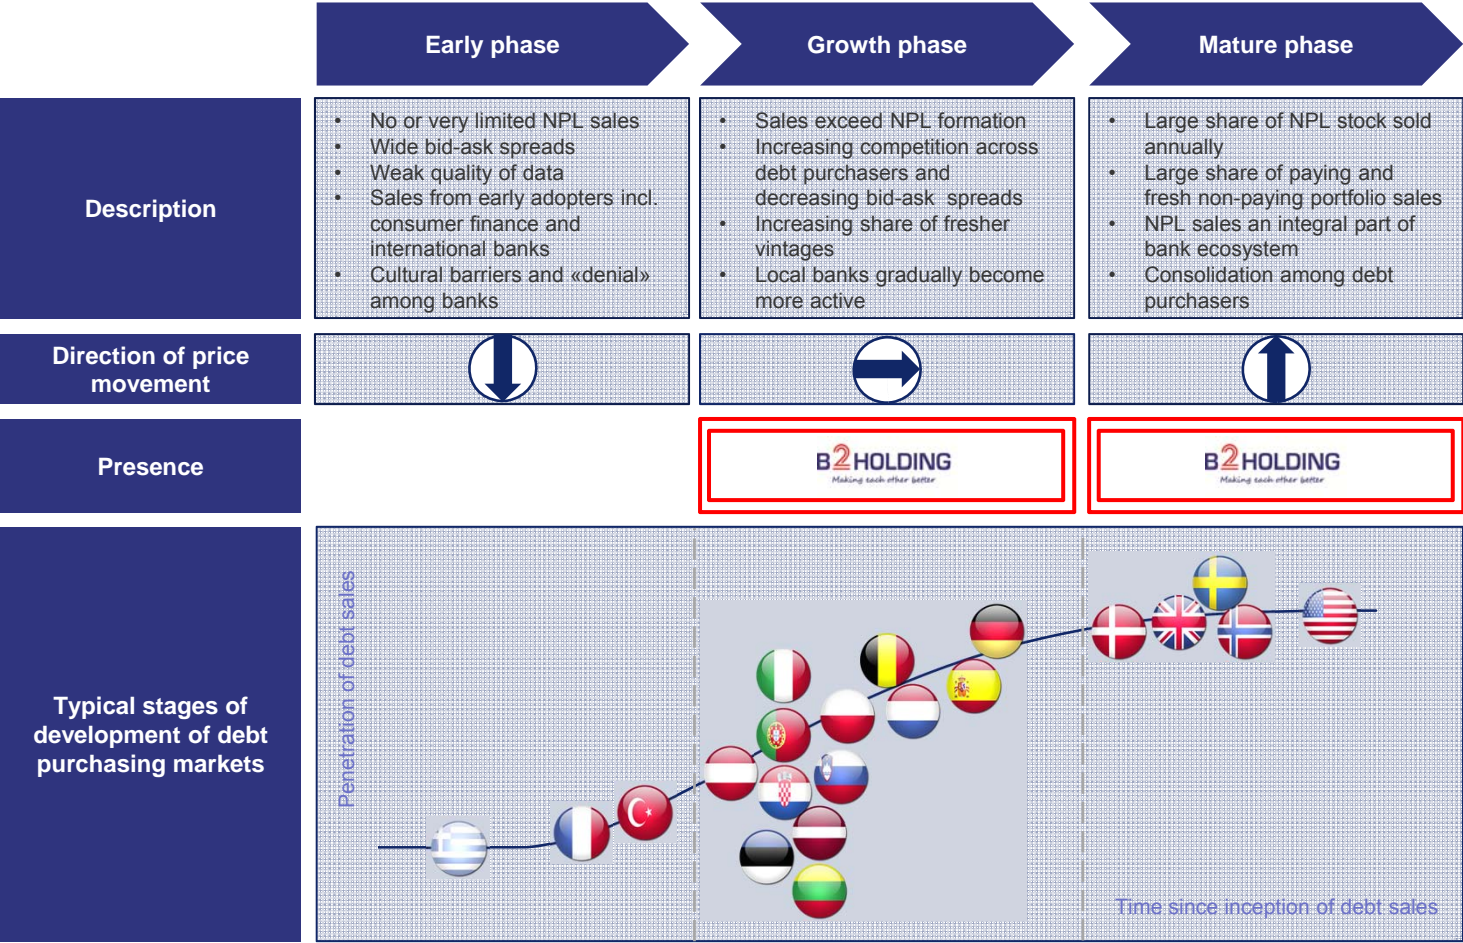 Early phase
Growth phase
Mature phase
Description
• No or very limited NPL sales
• Wide bid-ask spreads
• Weak quality of data
• Sales from early adopters incl.
consumer finance and
international banks
• Cultural barriers and «denial»
among banks
• Sales exceed NPL formation
• Increasing competition across
debt purchasers and
decreasing bid-ask spreads
• Increasing share of fresher
vintages
• Local banks gradually become
more active
• Large share of NPL stock sold
annually
• Large share of paying and
fresh non-paying portfolio sales
• NPL sales an integral part of
bank ecosystem
• Consolidation among debt
purchasers
Direction of price
movement
Presence
B2HOLDING
Making each other better
B2HOLDING
Making each other better
Typical stages of
development of debt
purchasing markets
Penetration of debt sales
Time since inception of debt sales